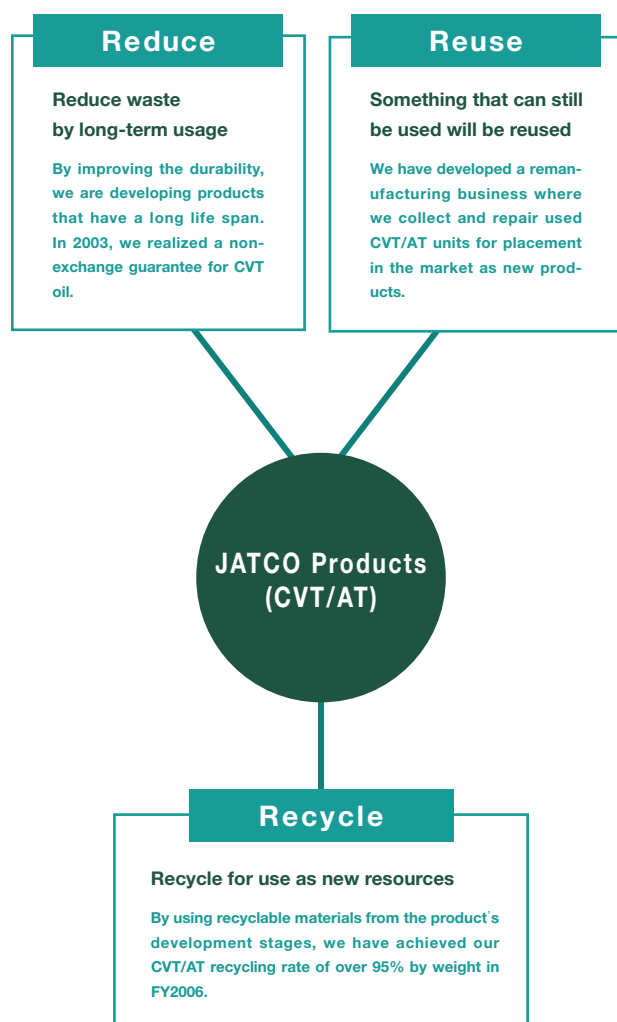 Reduce
Reduce waste
by long-term usage
By improving the durability,
we are developing products
that have a long life span.
In 2003, we realized a non-
exchange guarantee for CVT
oil.
Reuse
Something that can still
be used will be reused
We have developed a reman-
ufacturing business where
we collect and repair used
CVT/AT units for placement
in the market as new prod-
ucts.
JATCO Products
(CVT/AT)
Recycle
Recycle for use as new resources
By using recyclable materials from the product's
development stages, we have achieved our
CVT/AT recycling rate of over 95% by weight in
FY2006.